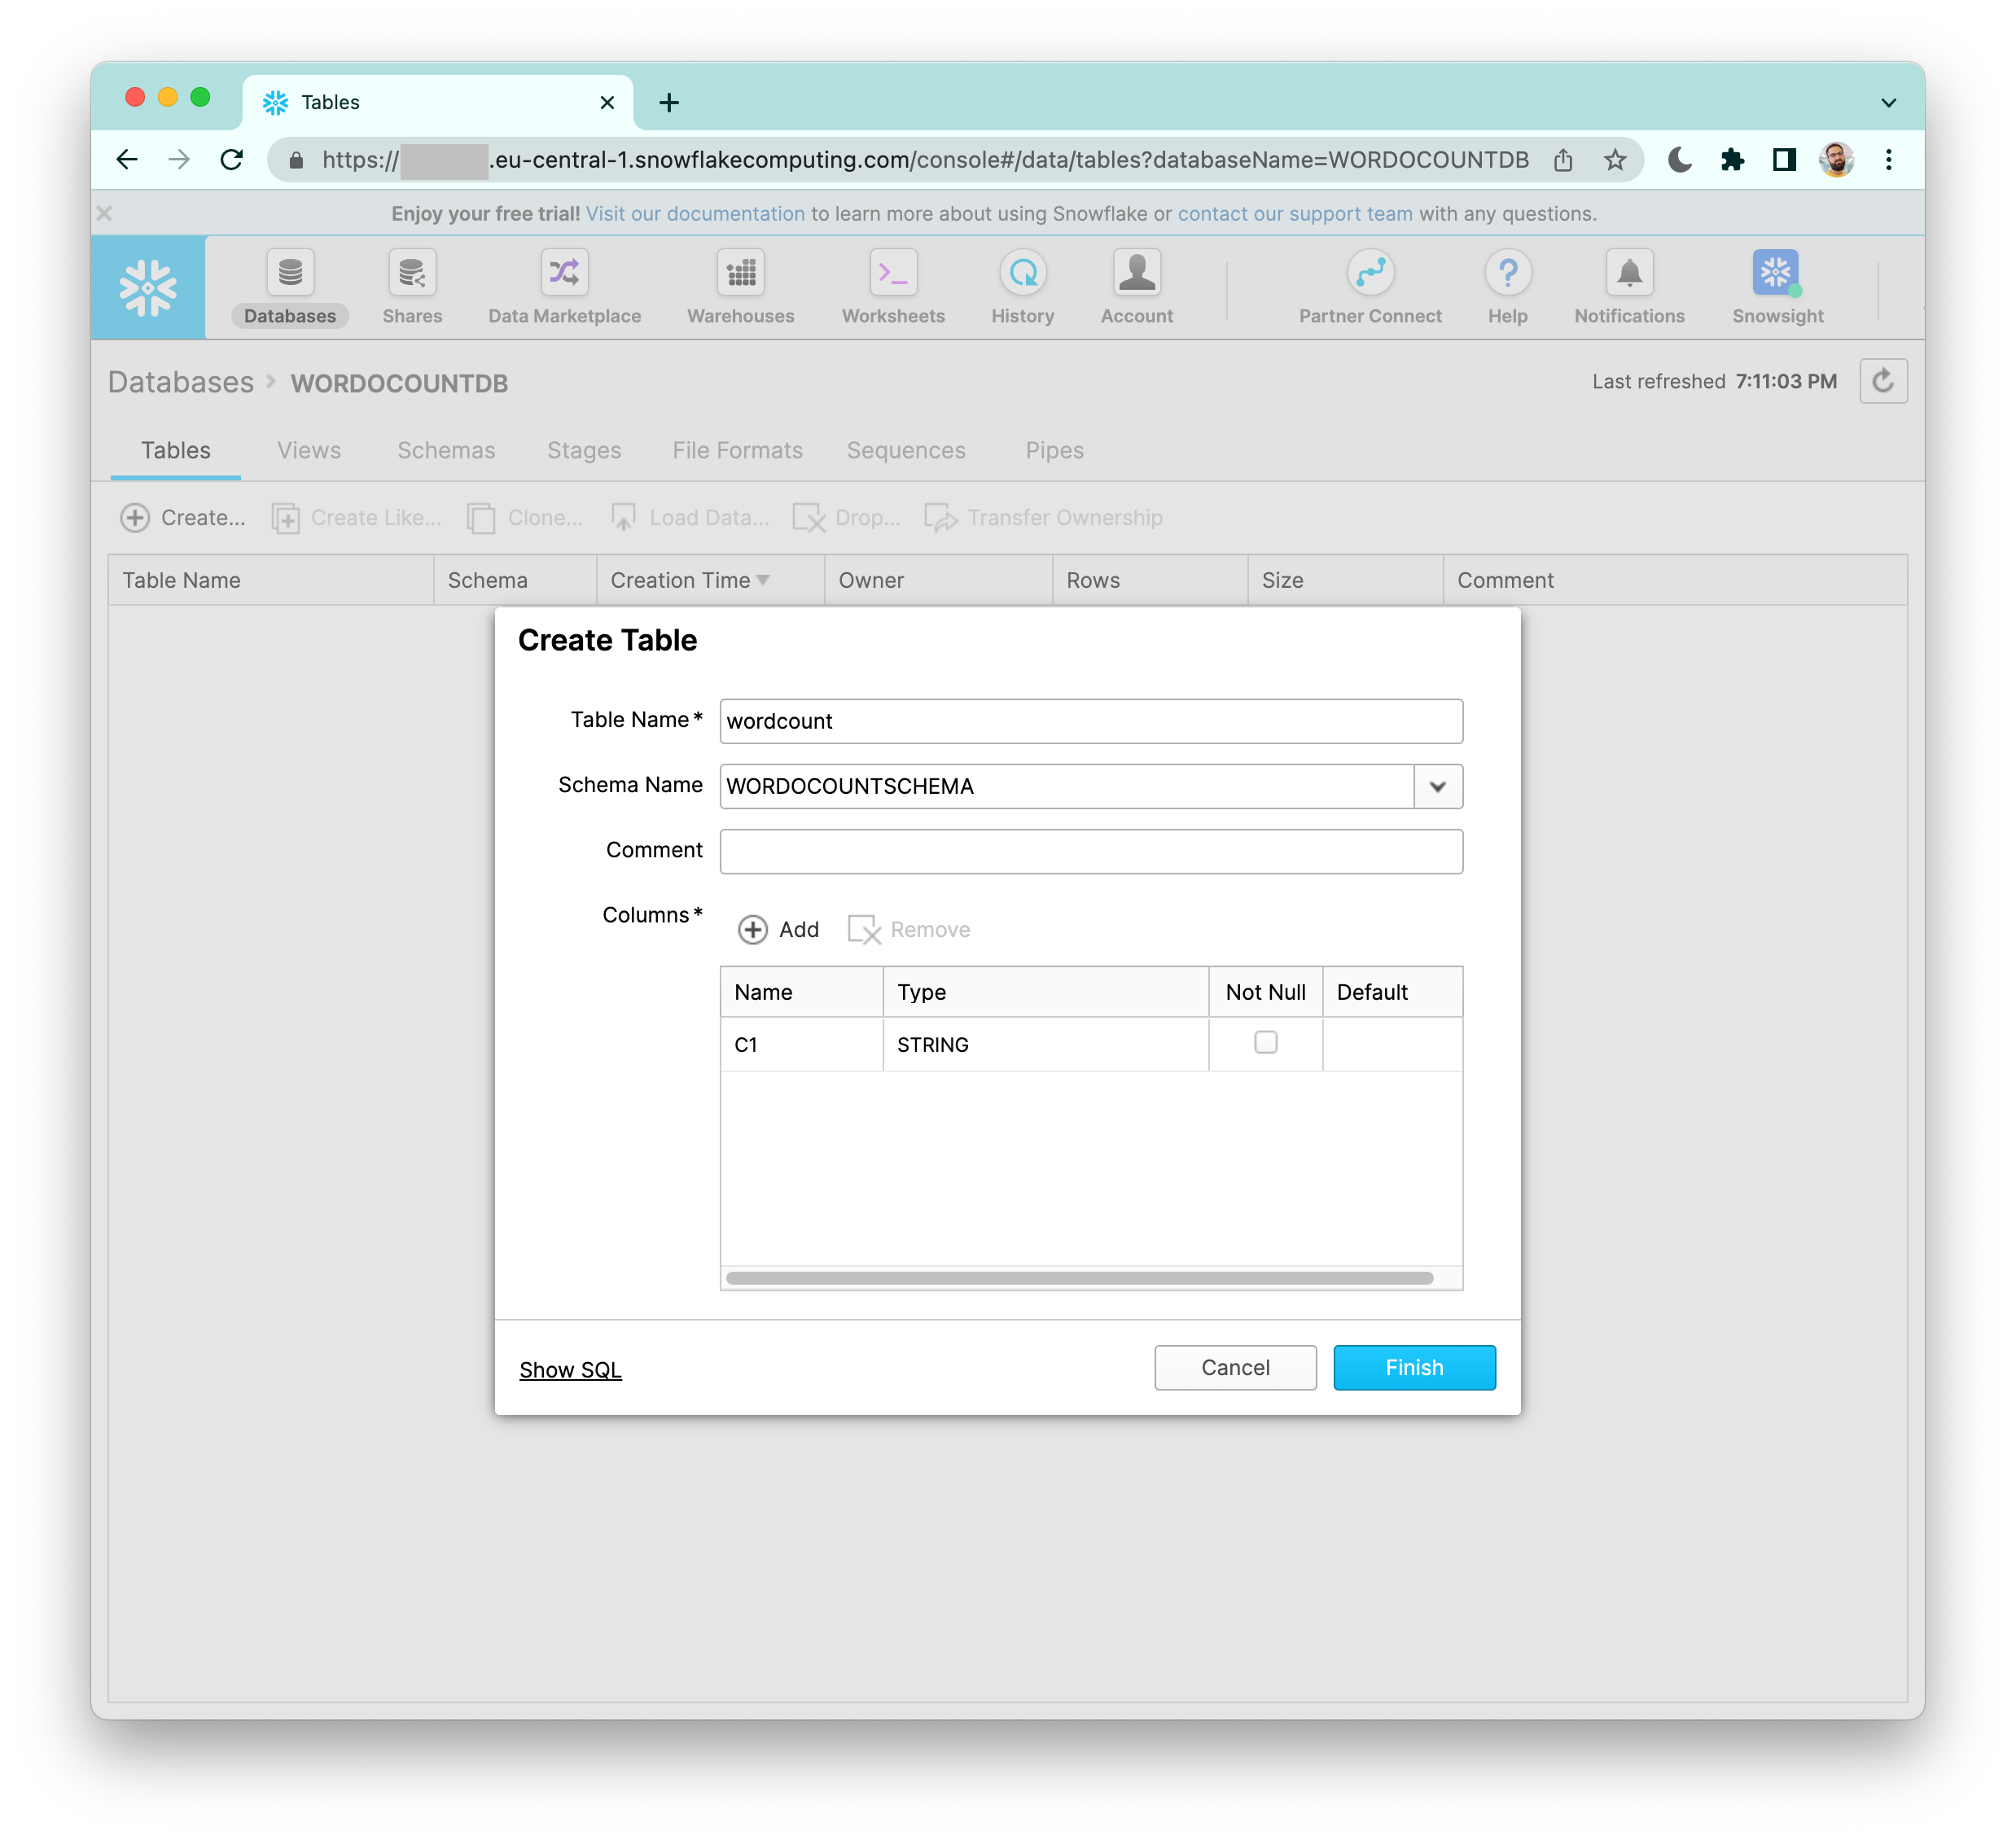 Tables
https:// .eu-central-1.snowflakecomputing.com/console#/data/tables?databaseName=WORDOCOUNTDB
Enjoy your free trial! Visit our documentation to learn more about using Snowflake or contact our support team with any questions.
Databases Shares Data Marketplace Warehouses Worksheets History Account Partner Connect Help Notifications Snowsight
Databases > WORDOCOUNTDB Last refreshed 7:11:03 PM
Tables Views Schemas Stages File Formats Sequences Pipes
Create... Create Like... Clone... Load Data... Drop... Transfer Ownership
Table Name Schema Creation Time Owner Rows Size Comment
Create Table
Table Name* wordcount
Schema Name WORDOCOUNTSCHEMA
Comment
Columns* Add Remove
Name Type Not Null Default
C1 STRING
Show SQL Cancel Finish